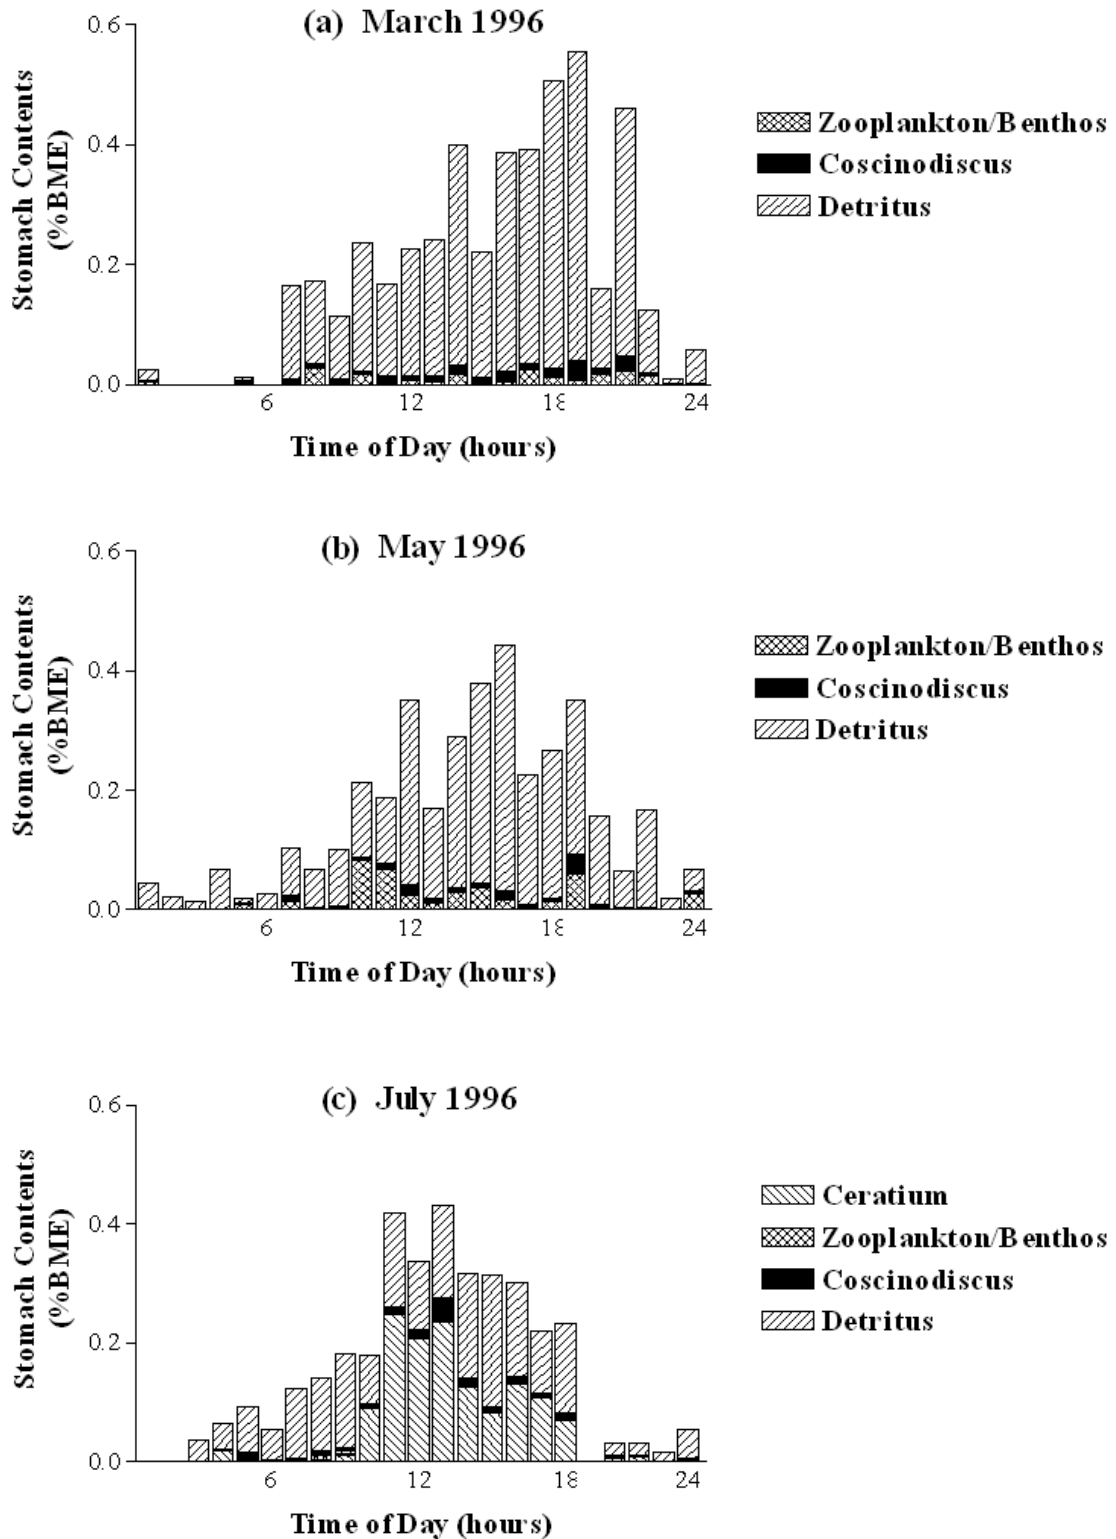 (a) March 1996
0.6
0.4
0.2
0.0
Stomach Contents
(%BME)
6
12
18
24
Time of Day (hours)
Zooplankton/Benthos
Coscinodiscus
Detritus
(b) May 1996
0.6
0.4
0.2
0.0
Stomach Contents
(%BME)
6
12
18
24
Time of Day (hours)
Zooplankton/Benthos
Coscinodiscus
Detritus
(c) July 1996
0.6
0.4
0.2
0.0
Stomach Contents
(%BME)
6
12
18
24
Time of Day (hours)
Ceratium
Zooplankton/Benthos
Coscinodiscus
Detritus